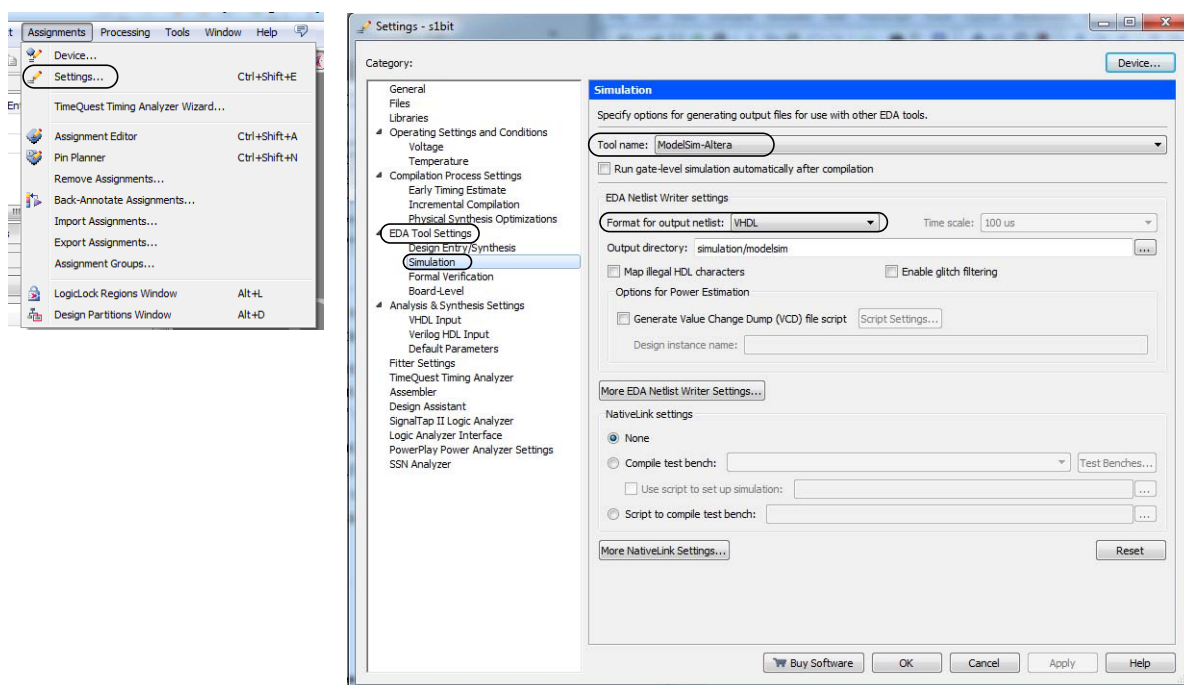 t Assignments Processing Tools Window Help
Device...
Settings... Ctrl+Shift+E
En
TimeQuest Timing Analyzer Wizard...
Assignment Editor Ctrl+Shift+A
Pin Planner Ctrl+Shift+N
Remove Assignments...
Back-Annotate Assignments...
Import Assignments...
s
Export Assignments...
Assignment Groups...
LogicLock Regions Window Alt+L
Design Partitions Window Alt+D
Settings - s1bit
Category:
Device...
General
Files
Libraries
Operating Settings and Conditions
Voltage
Temperature
Compilation Process Settings
Early Timing Estimate
Incremental Compilation
Physical Synthesis Optimizations
EDA Tool Settings
Design Entry/Synthesis
Simulation
Formal Verification
Board-Level
Analysis & Synthesis Settings
VHDL Input
Verilog HDL Input
Default Parameters
Fitter Settings
TimeQuest Timing Analyzer
Assembler
Design Assistant
SignalTap II Logic Analyzer
Logic Analyzer Interface
PowerPlay Power Analyzer Settings
SSN Analyzer
Simulation
Specify options for generating output files for use with other EDA tools.
Tool name: ModelSim-Altera
Run gate-level simulation automatically after compilation
EDA Netlist Writer settings
Format for output netlist: VHDL Time scale: 100 us
Output directory: simulation/modelsim ...
Map illegal HDL characters Enable glitch filtering
Options for Power Estimation
Generate Value Change Dump (VCD) file script Script Settings...
Design instance name:
More EDA Netlist Writer Settings...
NativeLink settings
None
Compile test bench: Test Benches...
Use script to set up simulation: ...
Script to compile test bench: ...
More NativeLink Settings... Reset
Buy Software OK Cancel Apply Help